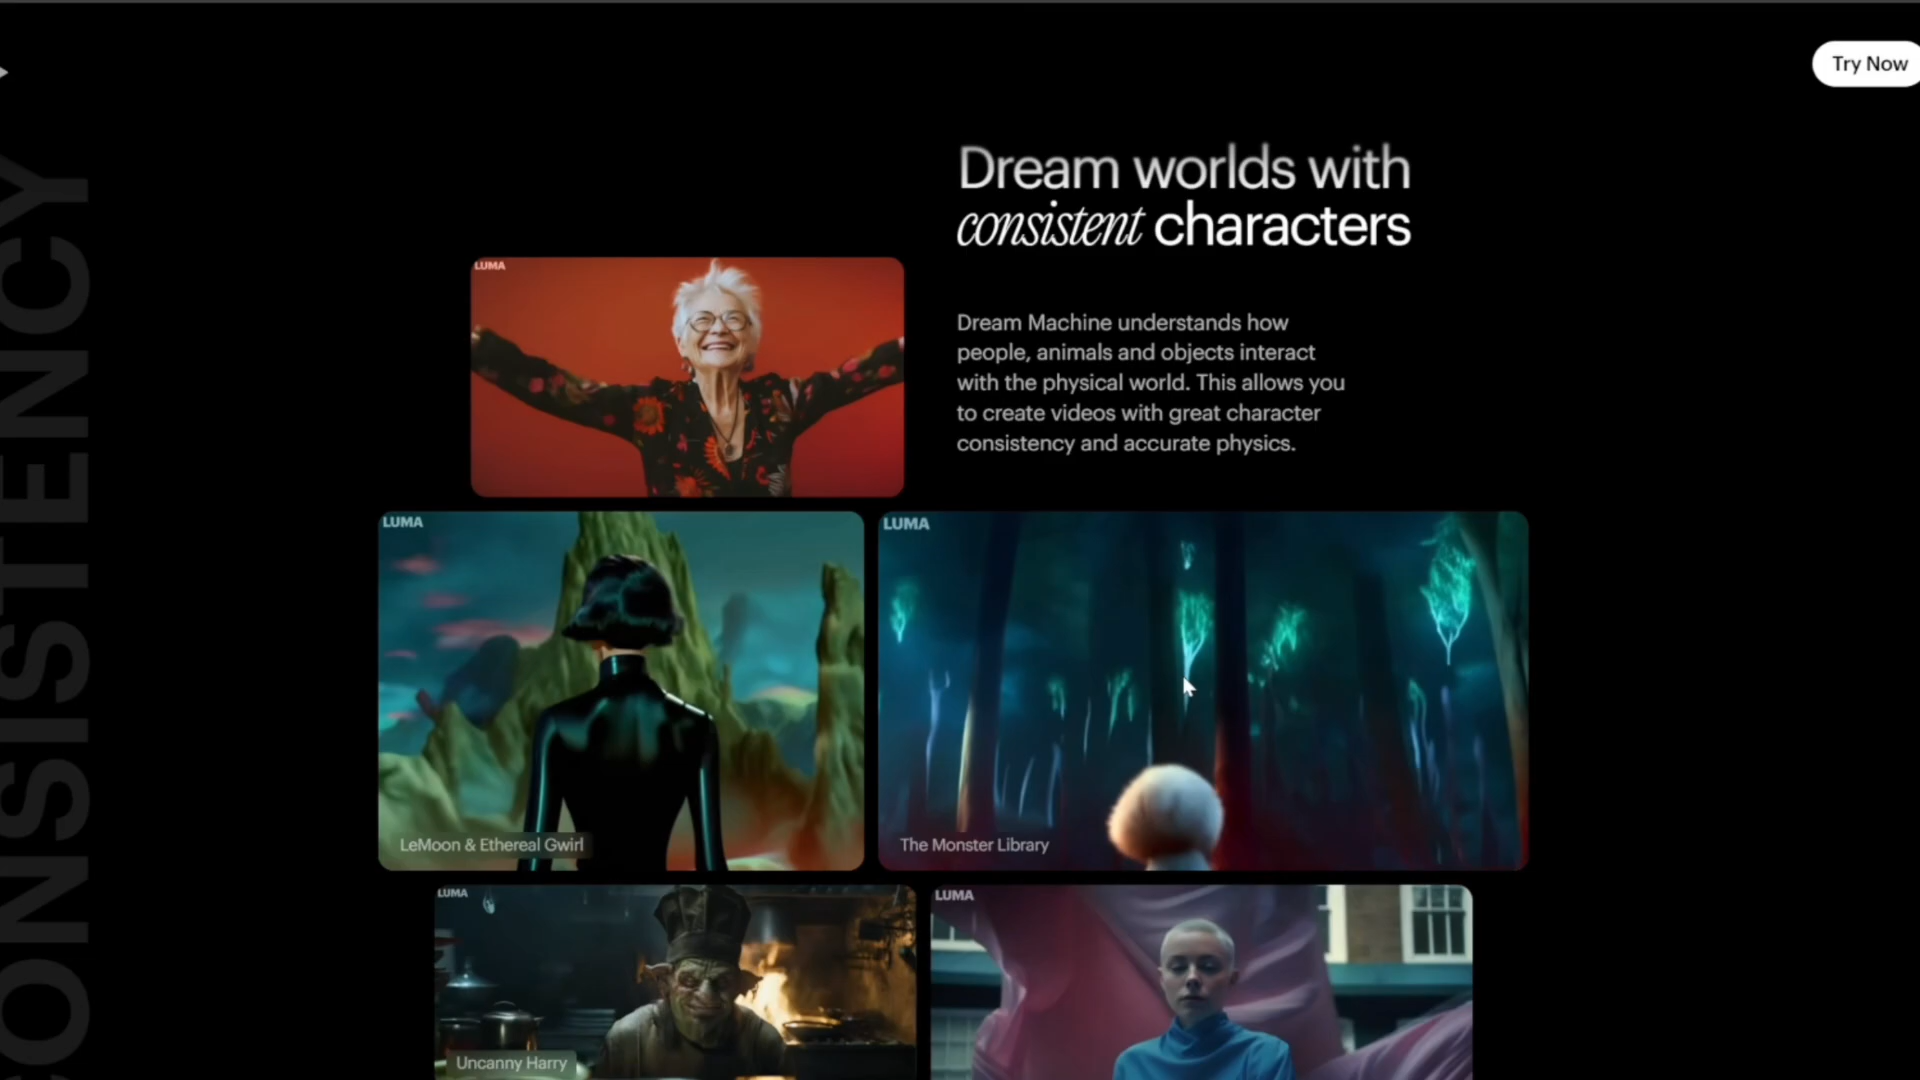 Try Now
CONSISTENCY
Dream worlds with
consistent characters
LUMA
Dream Machine understands how
people, animals and objects interact
with the physical world. This allows you
to create videos with great character
consistency and accurate physics.
LUMA
LeMoon & Ethereal Gwirl
LUMA
The Monster Library
LUMA
Uncanny Harry
LUMA